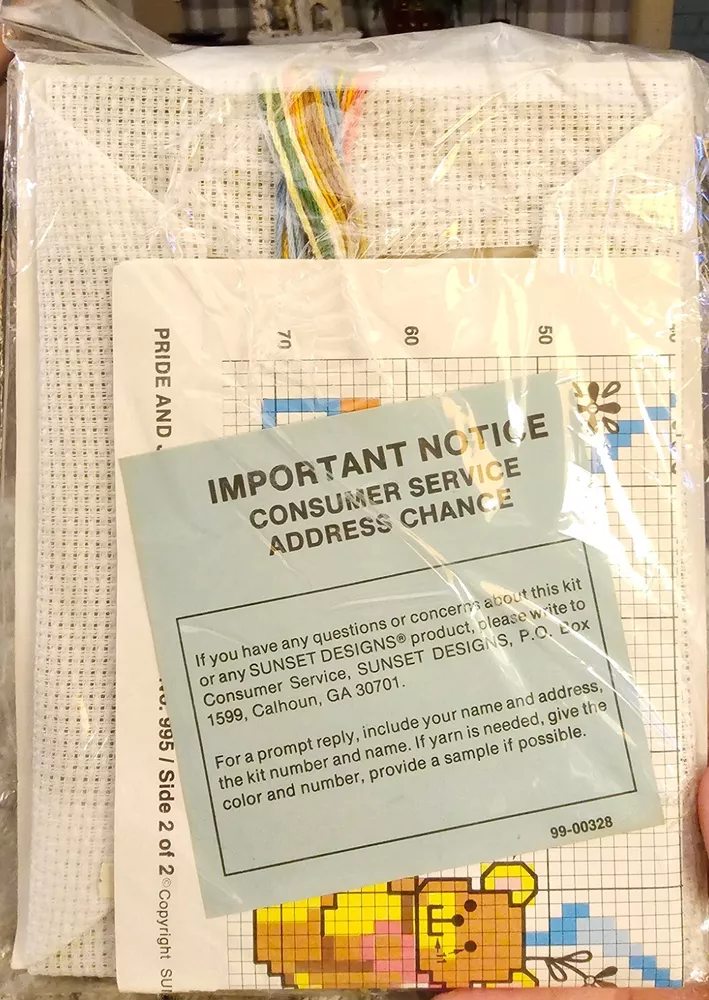 70 60 50
PRIDE AND
IMPORTANT NOTICE
CONSUMER SERVICE
ADDRESS CHANGE
If you have any questions or concerns about this kit
or any SUNSET DESIGNS® product, please write to
Consumer Service, SUNSET DESIGNS, P.O. Box
1599, Calhoun, GA 30701.
For a prompt reply, include your name and address,
the kit number and name. If yarn is needed, give the
color and number, provide a sample if possible.
99-00328
No. 995 / Side 2 of 2 © Copyright SUN